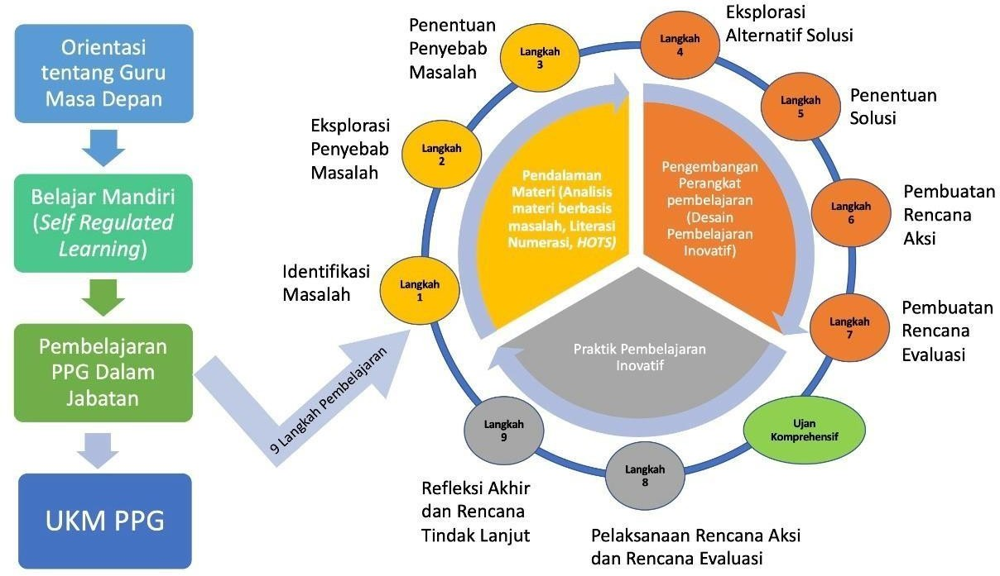 Orientasi
tentang Guru
Masa Depan
Belajar Mandiri
(Self Regulated
Learning)
Pembelajaran
PPG Dalam
Jabatan
UKM PPG
9 Langkah Pembelajaran
Langkah
1
Identifikasi
Masalah
Langkah
2
Eksplorasi
Penyebab
Masalah
Langkah
3
Penentuan
Penyebab
Masalah
Langkah
4
Eksplorasi
Alternatif Solusi
Langkah
5
Penentuan
Solusi
Langkah
6
Pembuatan
Rencana
Aksi
Langkah
7
Pembuatan
Rencana
Evaluasi
Ujan
Komprehensif
Langkah
8
Pelaksanaan Rencana Aksi
dan Rencana Evaluasi
Langkah
9
Refleksi Akhir
dan Rencana
Tindak Lanjut
Pendalaman
Materi (Analisis
materi berbasis
masalah, Literasi
Numerasi, HOTS)
Pengembangan
Perangkat
pembelajaran
(Desain
Pembelajaran
Inovatif)
Praktik Pembelajaran
Inovatif